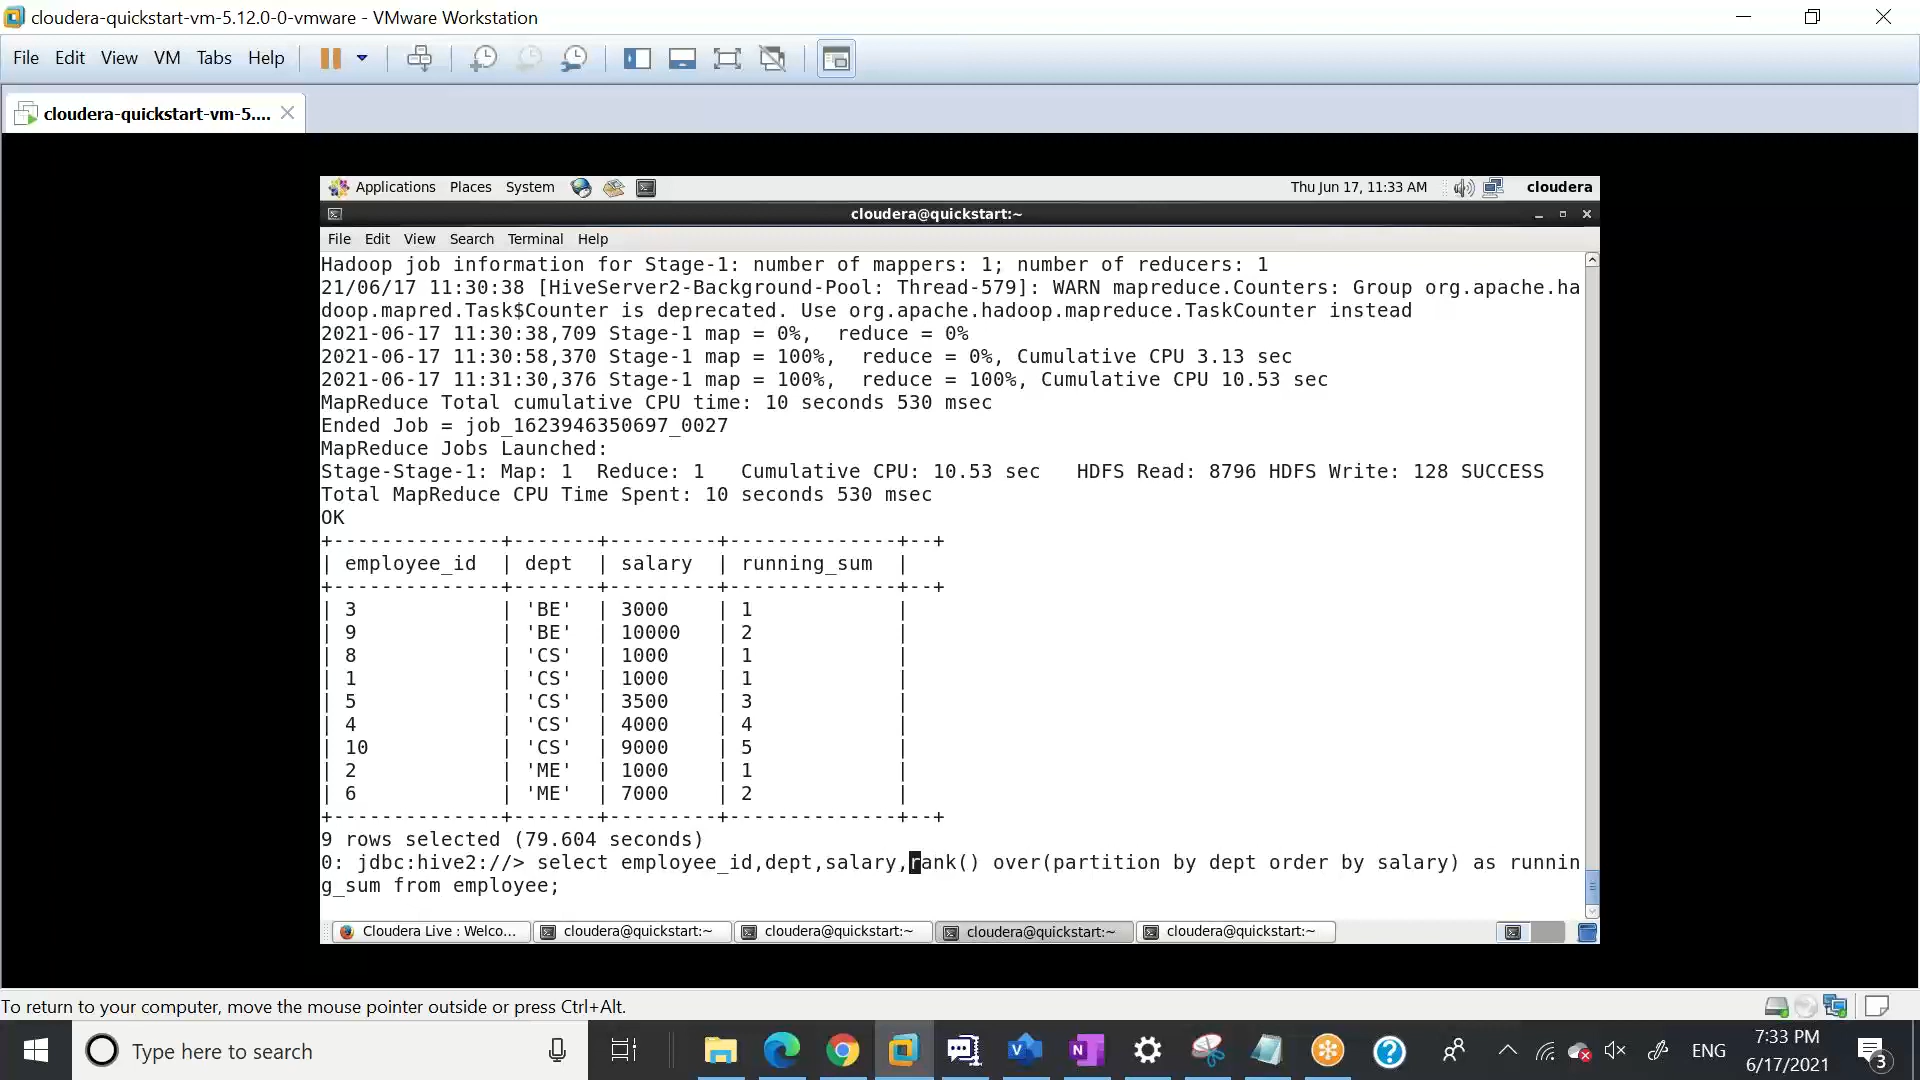 cloudera-quickstart-vm-5.12.0-0-vmware - VMware Workstation
File Edit View VM Tabs Help
cloudera-quickstart-vm-5....
Applications Places System Thu Jun 17, 11:33 AM cloudera
cloudera@quickstart:~
File Edit View Search Terminal Help
Hadoop job information for Stage-1: number of mappers: 1; number of reducers: 1
21/06/17 11:30:38 [HiveServer2-Background-Pool: Thread-579]: WARN mapreduce.Counters: Group org.apache.ha
doop.mapred.Task$Counter is deprecated. Use org.apache.hadoop.mapreduce.TaskCounter instead
2021-06-17 11:30:38,709 Stage-1 map = 0%,  reduce = 0%
2021-06-17 11:30:58,370 Stage-1 map = 100%,  reduce = 0%, Cumulative CPU 3.13 sec
2021-06-17 11:31:30,376 Stage-1 map = 100%,  reduce = 100%, Cumulative CPU 10.53 sec
MapReduce Total cumulative CPU time: 10 seconds 530 msec
Ended Job = job_1623946350697_0027
MapReduce Jobs Launched:
Stage-Stage-1: Map: 1  Reduce: 1   Cumulative CPU: 10.53 sec   HDFS Read: 8796 HDFS Write: 128 SUCCESS
Total MapReduce CPU Time Spent: 10 seconds 530 msec
OK
+--------------+-------+---------+--------------+--+
| employee_id  | dept  | salary  | running_sum  |
+--------------+-------+---------+--------------+--+
| 3            | 'BE'  | 3000    | 1            |
| 9            | 'BE'  | 10000   | 2            |
| 8            | 'CS'  | 1000    | 1            |
| 1            | 'CS'  | 1000    | 1            |
| 5            | 'CS'  | 3500    | 3            |
| 4            | 'CS'  | 4000    | 4            |
| 10           | 'CS'  | 9000    | 5            |
| 2            | 'ME'  | 1000    | 1            |
| 6            | 'ME'  | 7000    | 2            |
+--------------+-------+---------+--------------+--+
9 rows selected (79.604 seconds)
0: jdbc:hive2://> select employee_id,dept,salary,rank() over(partition by dept order by salary) as runnin
g_sum from employee;
Cloudera Live : Welco... cloudera@quickstart:~ cloudera@quickstart:~ cloudera@quickstart:~ cloudera@quickstart:~
To return to your computer, move the mouse pointer outside or press Ctrl+Alt.
Type here to search ENG 7:33 PM
6/17/2021 3